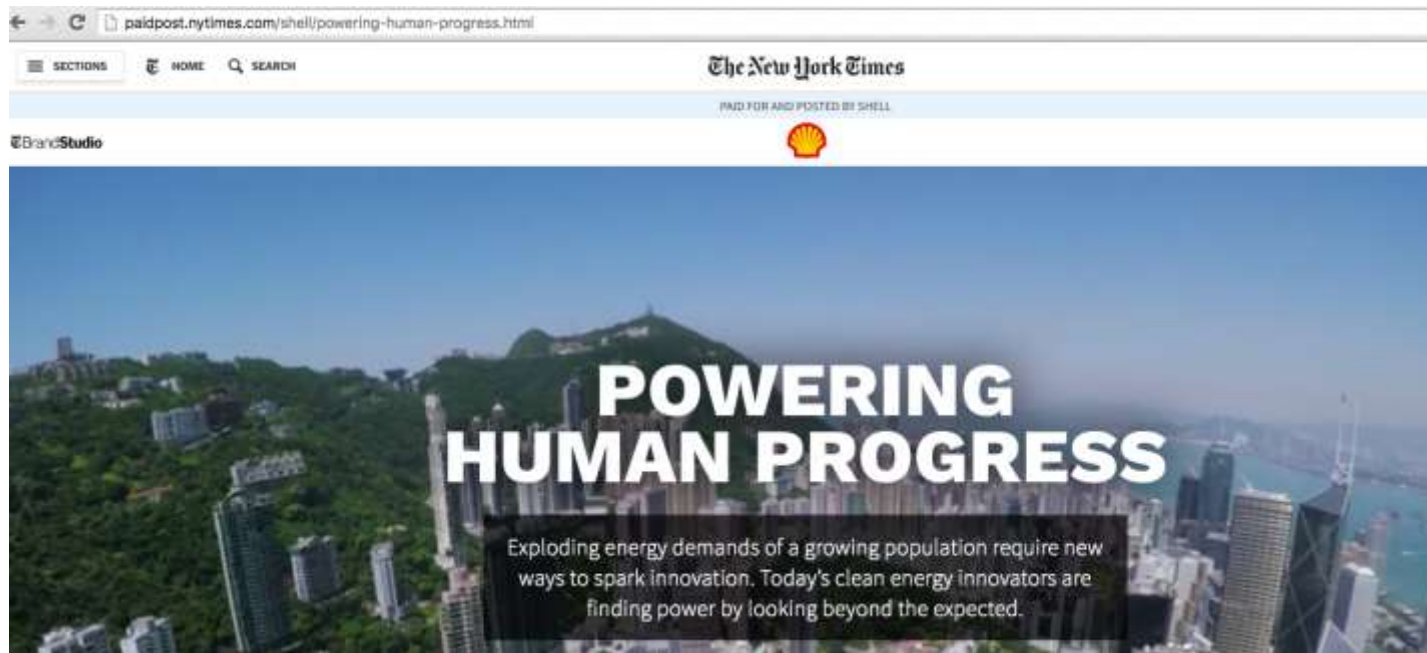 paidpost.nytimes.com/shell/powering-human-progress.html
SECTIONS HOME SEARCH The New York Times
PAID FOR AND POSTED BY SHELL
TBrandStudio
POWERING
HUMAN PROGRESS
Exploding energy demands of a growing population require new
ways to spark innovation. Today's clean energy innovators are
finding power by looking beyond the expected.